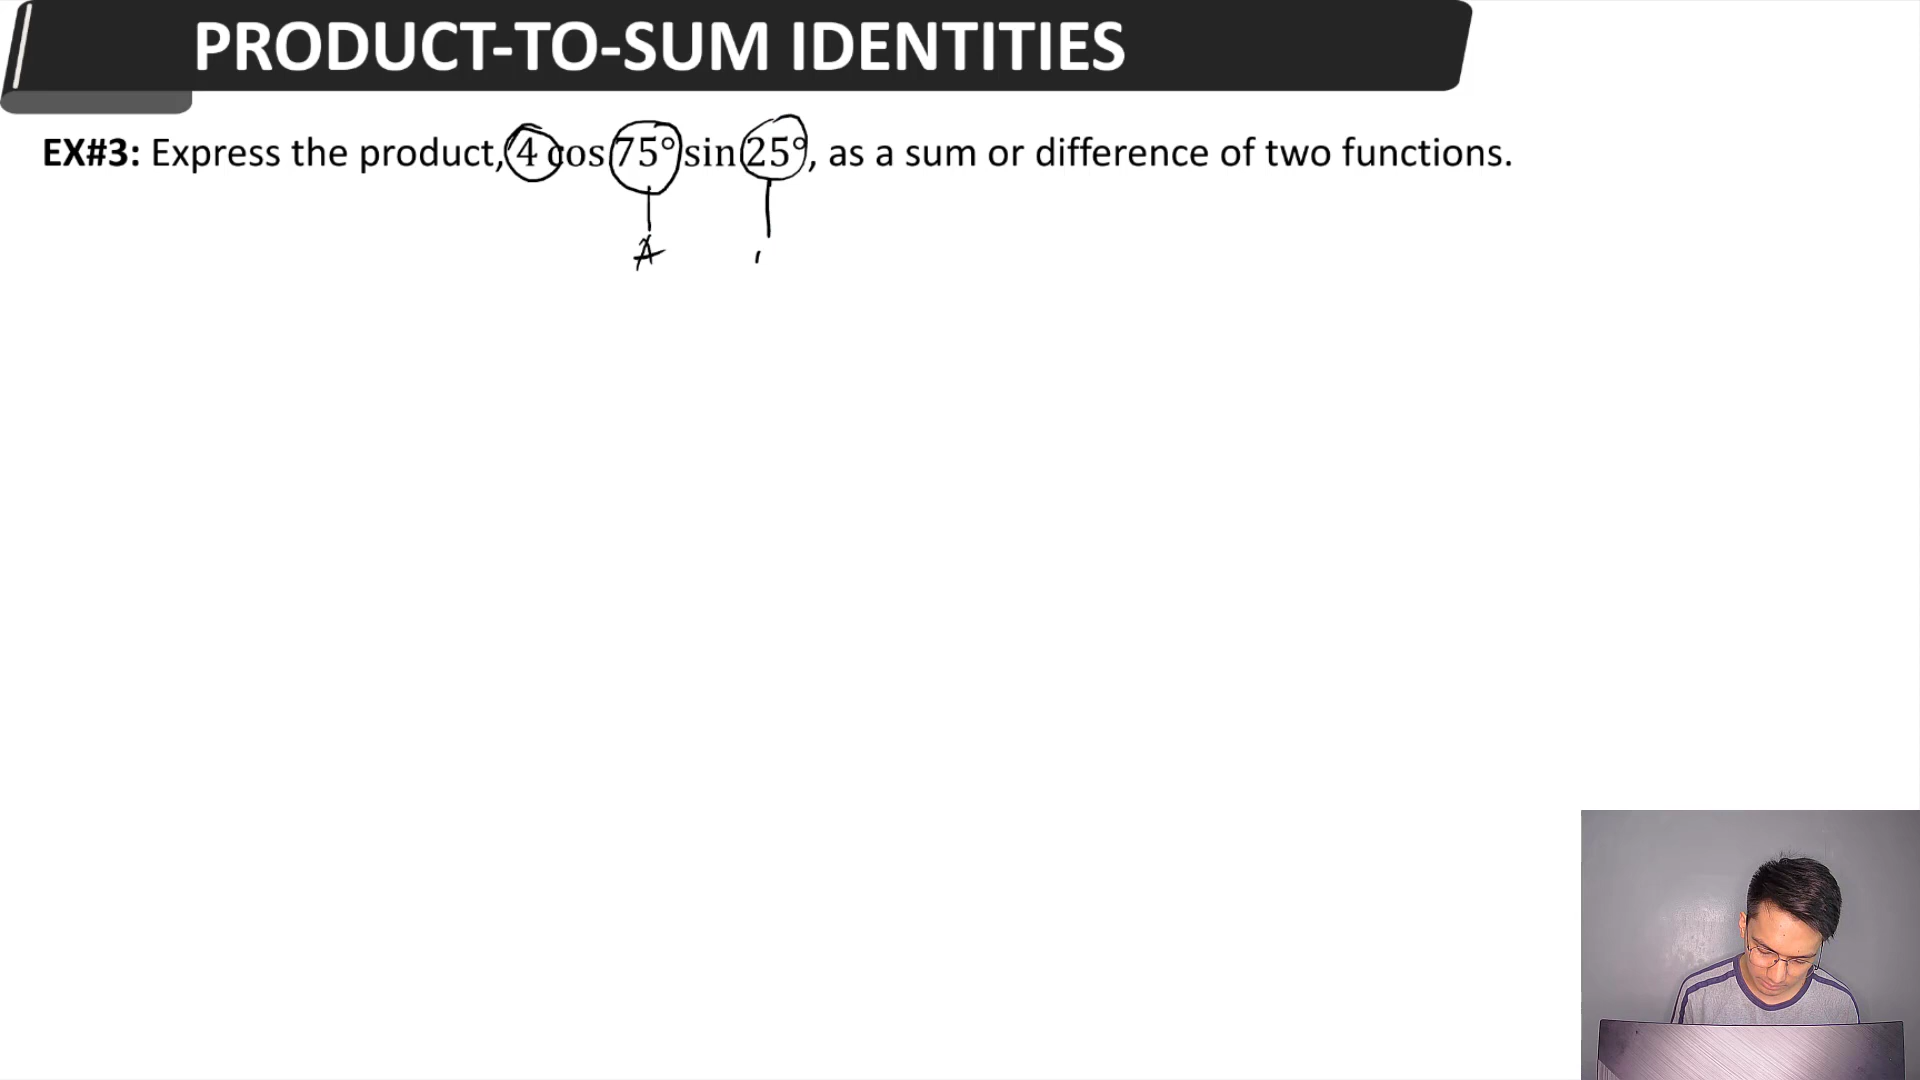 PRODUCT-TO-SUM IDENTITIES
EX#3: Express the product, 4 cos 75° sin 25°, as a sum or difference of two functions.
A